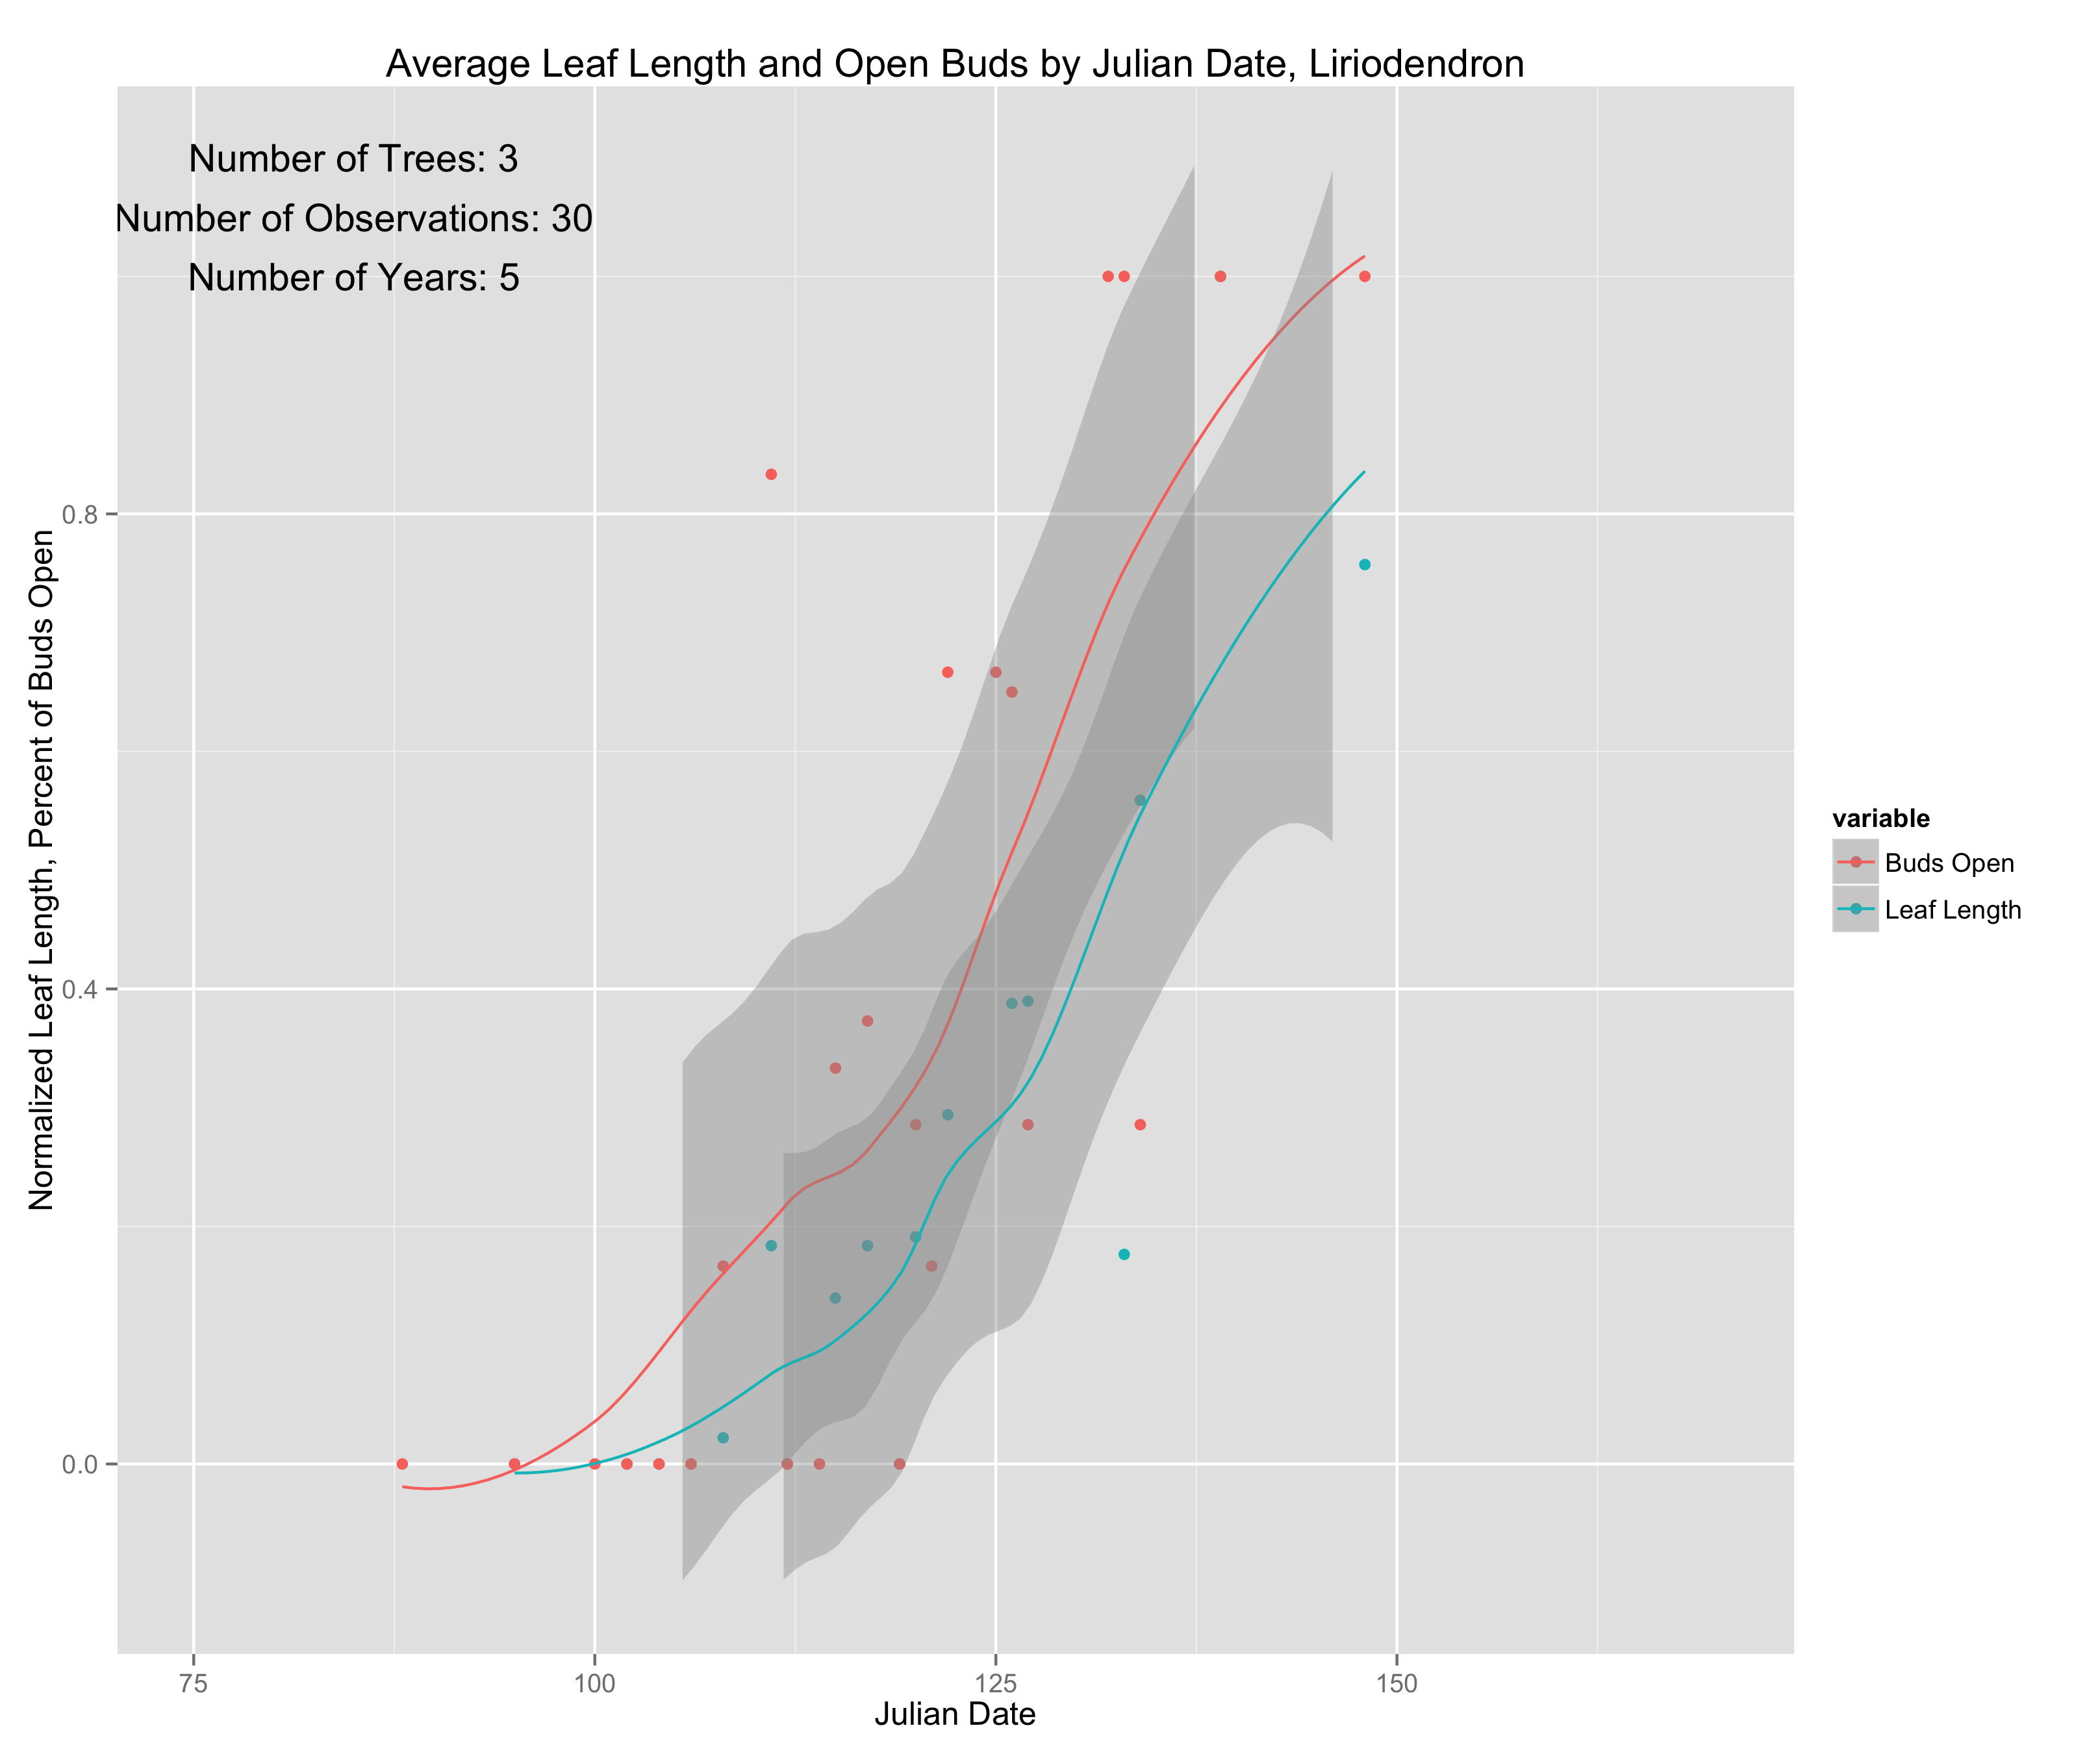 Average Leaf Length and Open Buds by Julian Date, Liriodendron
Number of Trees: 3
Number of Observations: 30
Number of Years: 5
Normalized Leaf Length, Percent of Buds Open
0.8
0.4
0.0
75
100
125
150
Julian Date
variable
Buds Open
Leaf Length